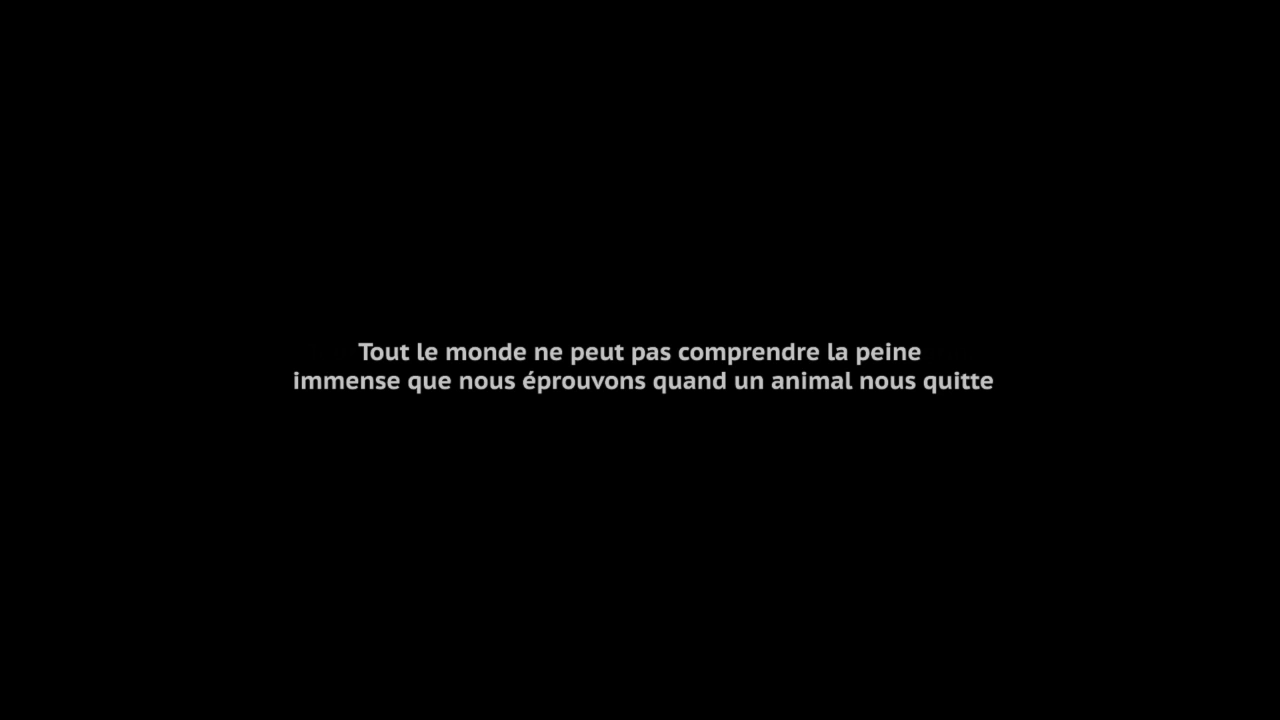 Tout le monde ne peut pas comprendre la peine
immense que nous éprouvons quand un animal nous quitte